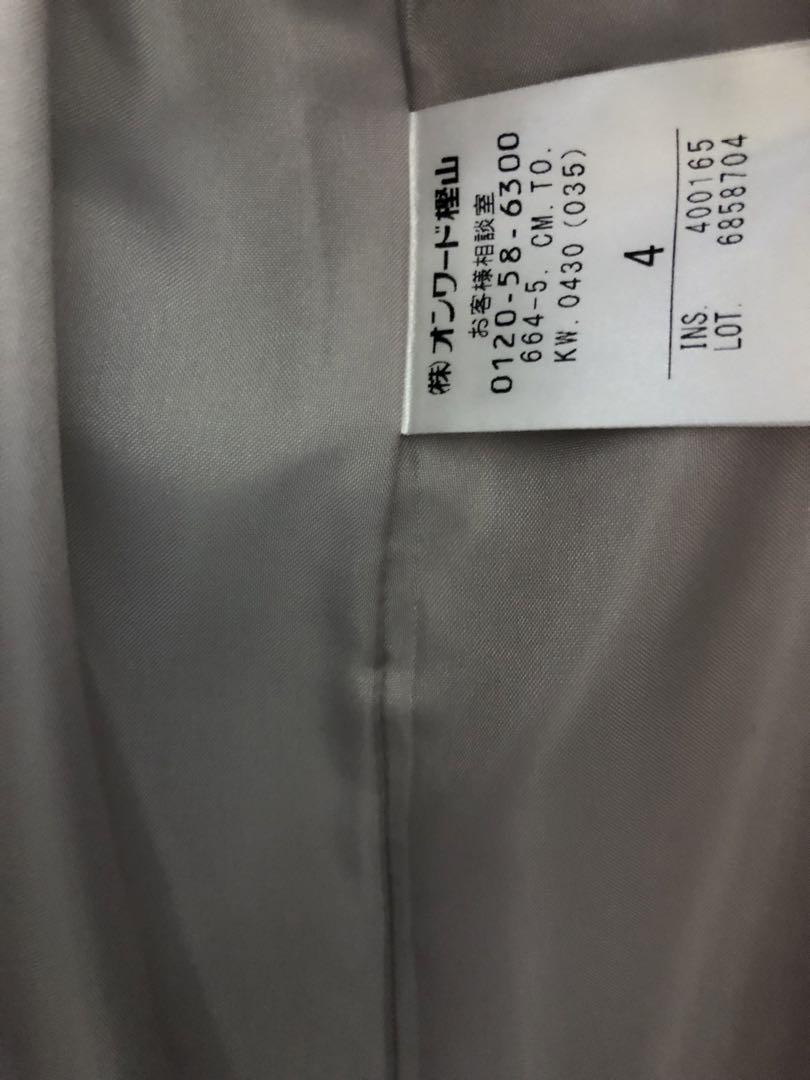 (株)オンワード樫山
お客様相談室
0120-58-6300
664-5. CM.TO.
KW.0430(035)
4
INS. 400165
LOT. 6858704